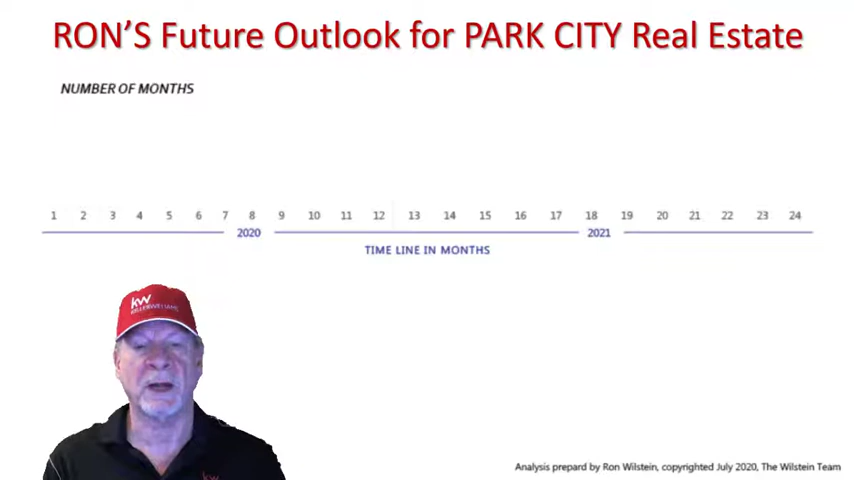 RON'S Future Outlook for PARK CITY Real Estate
NUMBER OF MONTHS
1 2 3 4 5 6 7 8 9 10 11 12 13 14 15 16 17 18 19 20 21 22 23 24
2020 2021
TIME LINE IN MONTHS
kw
KELLERWILLIAMS
kw
Analysis prepard by Ron Wilstein, copyrighted July 2020, The Wilstein Team